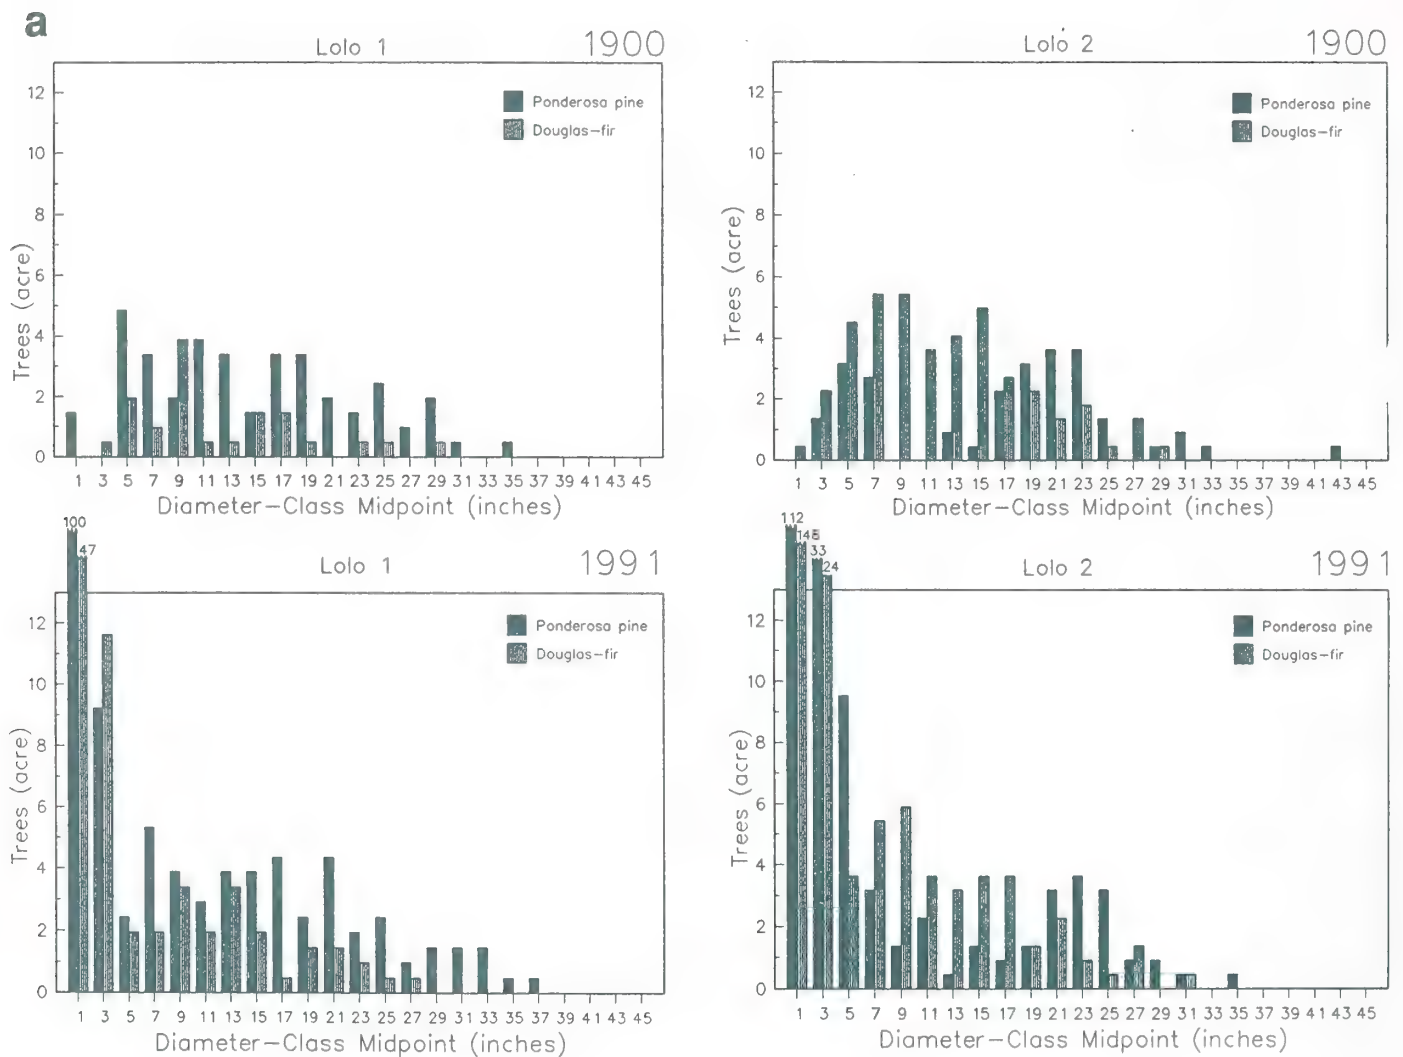 a
Lolo 1 1900
Ponderosa pine
Douglas-fir
12
10
8
6
4
2
0
Trees (acre)
1 3 5 7 9 11 13 15 17 19 21 23 25 27 29 31 33 35 37 39 41 43 45
Diameter-Class Midpoint (inches)
Lolo 2 1900
Ponderosa pine
Douglas-fir
12
10
8
6
4
2
0
Trees (acre)
1 3 5 7 9 11 13 15 17 19 21 23 25 27 29 31 33 35 37 39 41 43 45
Diameter-Class Midpoint (inches)
100
47
Lolo 1 1991
Ponderosa pine
Douglas-fir
12
10
8
6
4
2
0
Trees (acre)
1 3 5 7 9 11 13 15 17 19 21 23 25 27 29 31 33 35 37 39 41 43 45
Diameter-Class Midpoint (inches)
112
33
24
Lolo 2 1991
Ponderosa pine
Douglas-fir
12
10
8
6
4
2
0
Trees (acre)
1 3 5 7 9 11 13 15 17 19 21 23 25 27 29 31 33 35 37 39 41 43 45
Diameter-Class Midpoint (inches)